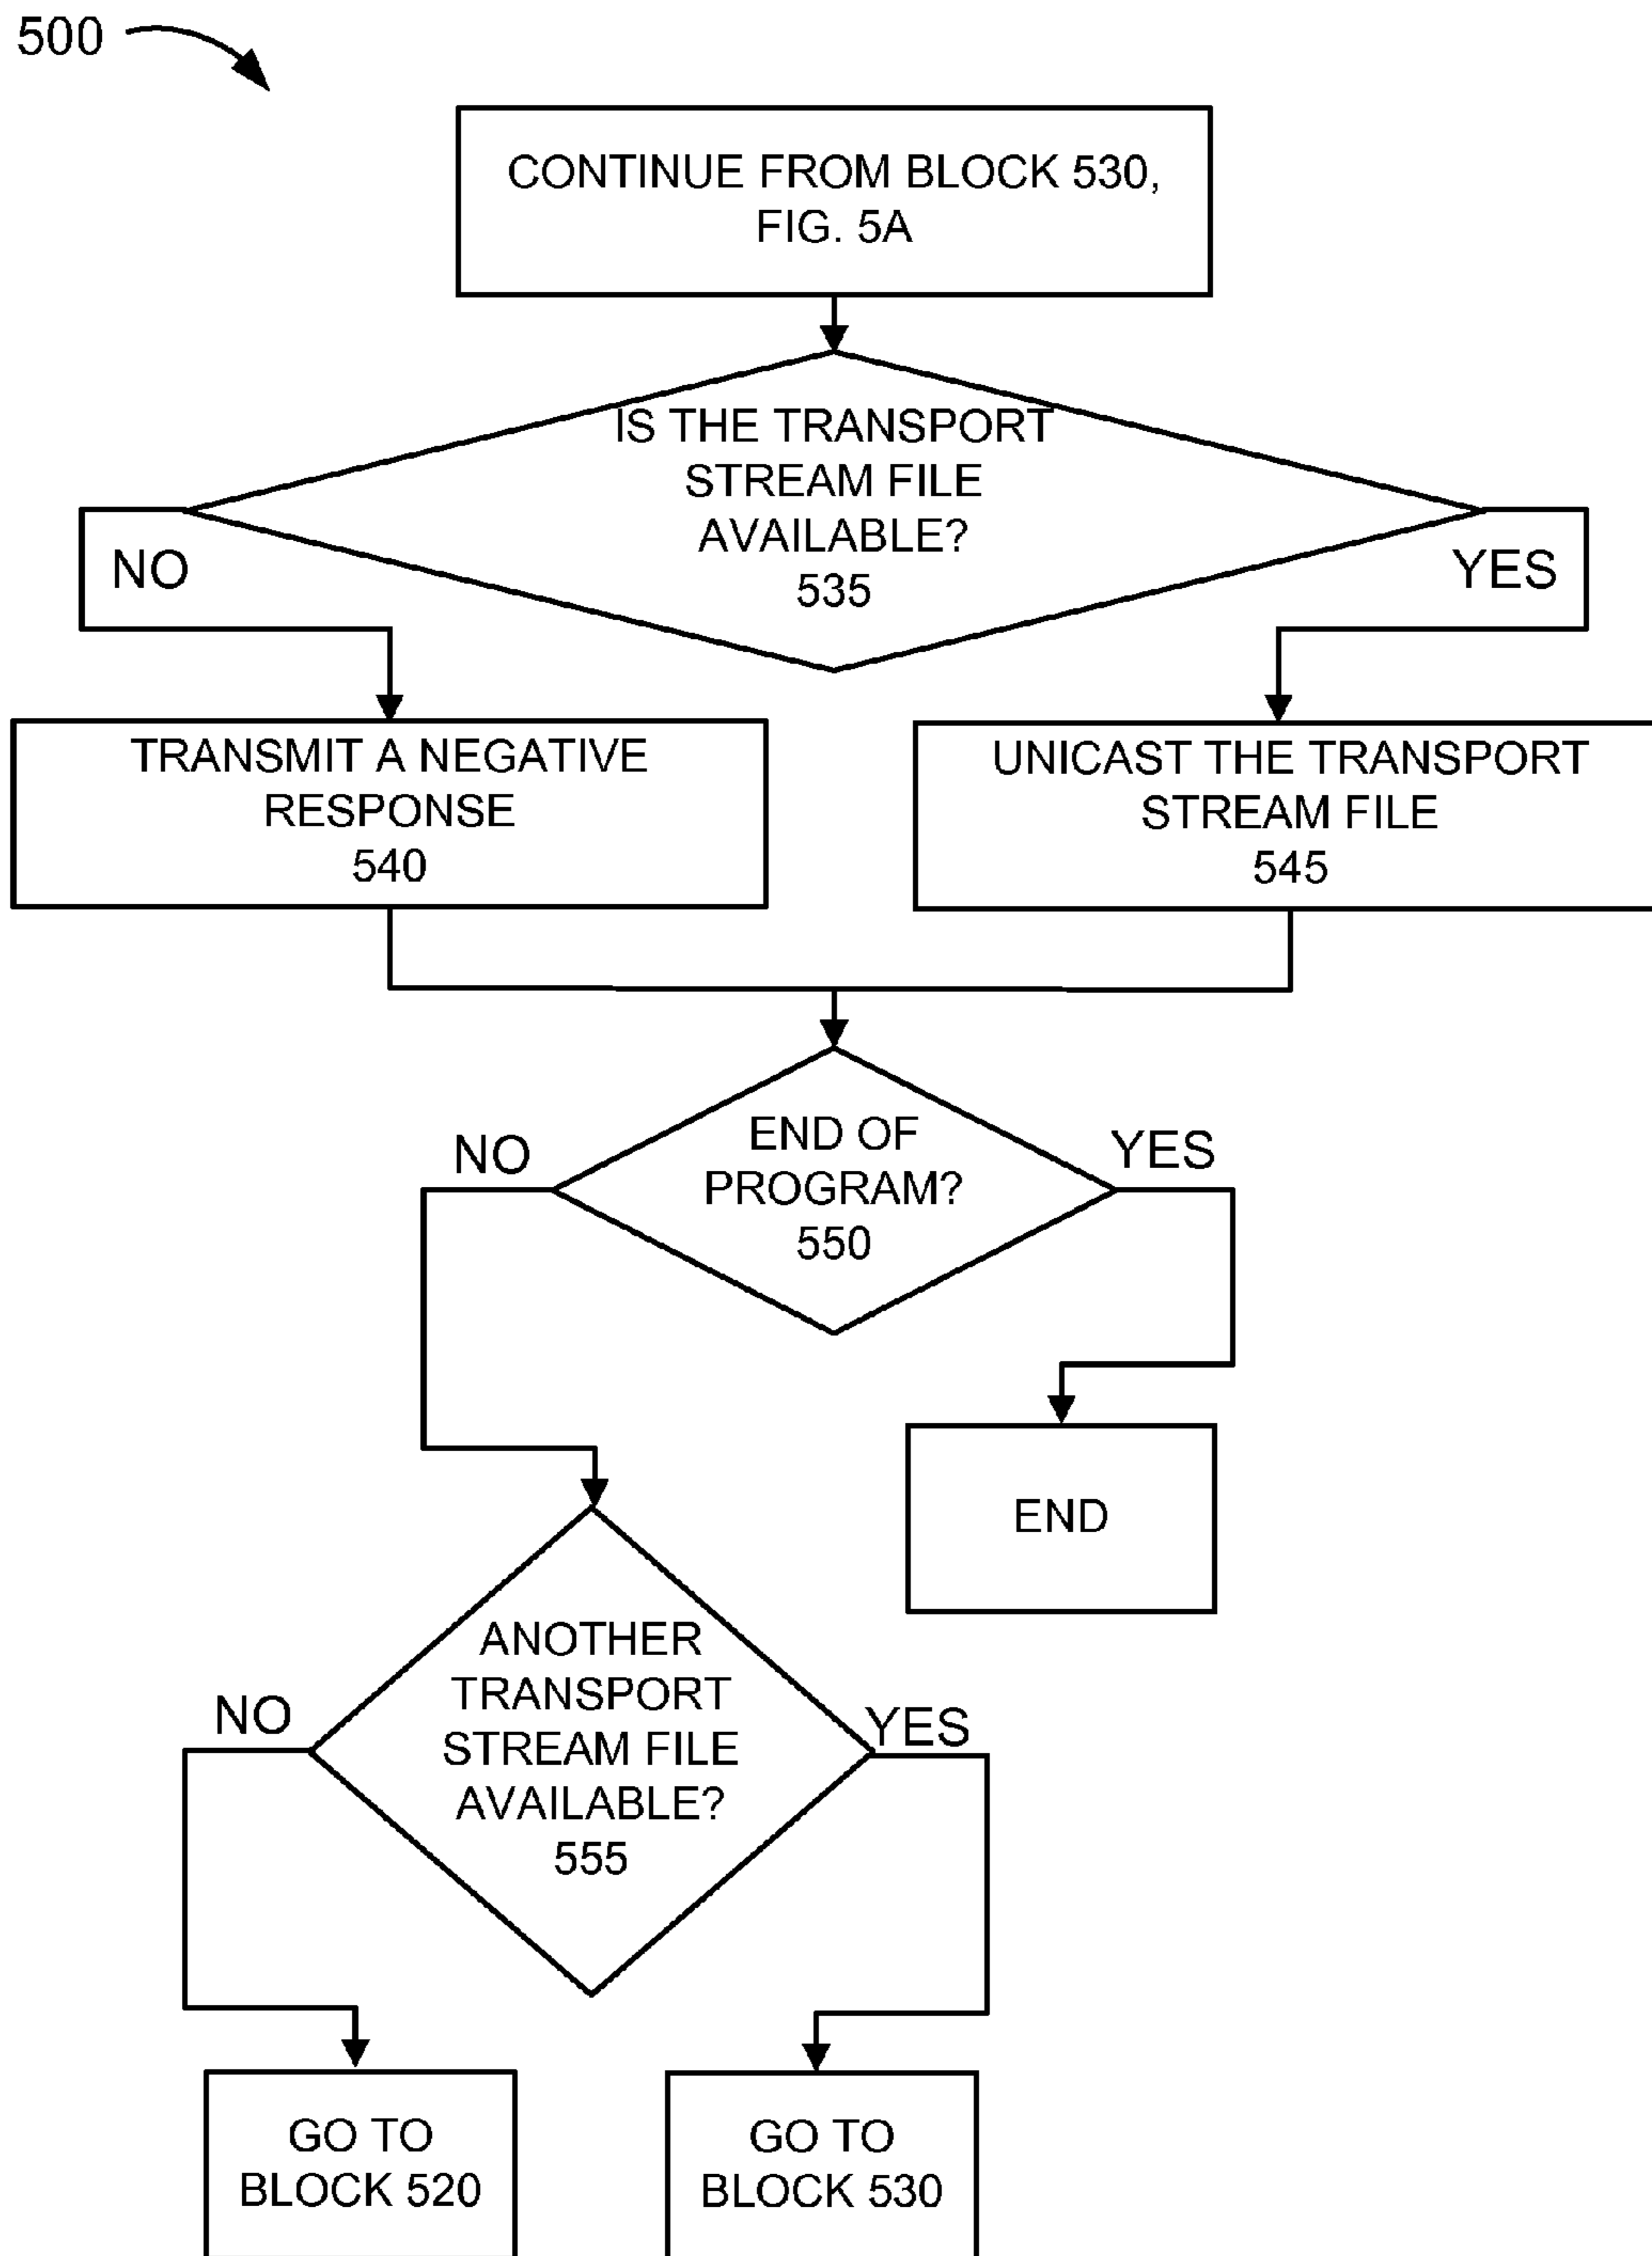 500
CONTINUE FROM BLOCK 530,
FIG. 5A
IS THE TRANSPORT
STREAM FILE
AVAILABLE?
535
NO
YES
TRANSMIT A NEGATIVE
RESPONSE
540
UNICAST THE TRANSPORT
STREAM FILE
545
END OF
PROGRAM?
550
NO
YES
END
ANOTHER
TRANSPORT
STREAM FILE
AVAILABLE?
555
NO
YES
GO TO
BLOCK 520
GO TO
BLOCK 530